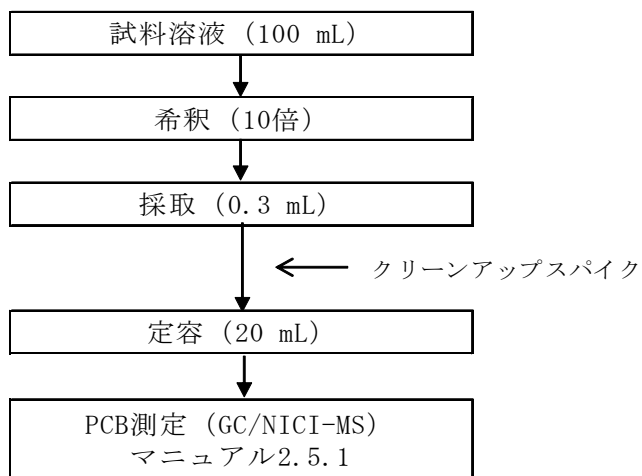 試料溶液 (100 mL)
希釈 (10倍)
採取 (0.3 mL)
クリーンアップスパイク
定容 (20 mL)
PCB測定 (GC/NICI-MS)
マニュアル2.5.1